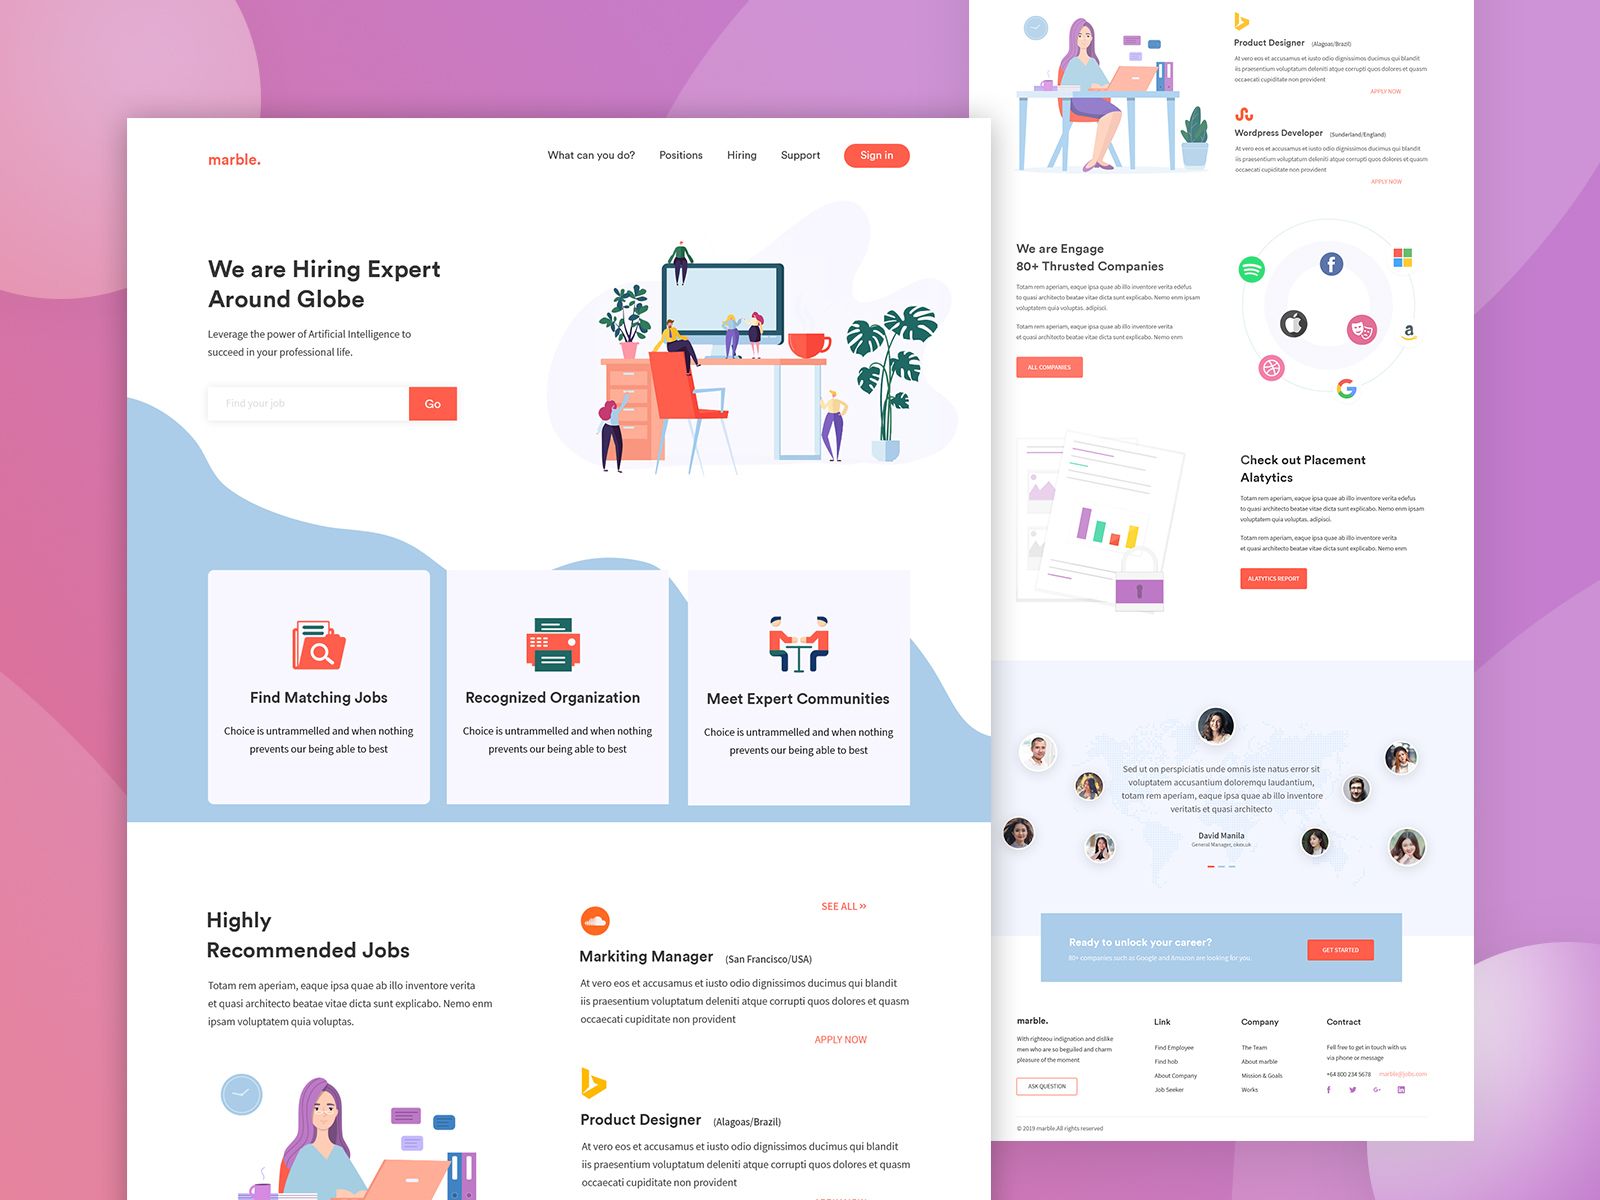 marble.
What can you do?
Positions
Hiring
Support
Sign in
We are Hiring Expert
Around Globe
Leverage the power of Artificial Intelligence to
succeed in your professional life.
Find your job
Go
Find Matching Jobs
Choice is untrammelled and when nothing
prevents our being able to best
Recognized Organization
Choice is untrammelled and when nothing
prevents our being able to best
Meet Expert Communities
Choice is untrammelled and when nothing
prevents our being able to best
Highly
Recommended Jobs
Totam rem aperiam, eaque ipsa quae ab illo inventore verita
et quasi architecto beatae vitae dicta sunt explicabo. Nemo enm
ipsam voluptatem quia voluptas.
SEE ALL »
Markiting Manager (San Francisco/USA)
At vero eos et accusamus et iusto odio dignissimos ducimus qui blandit
iis praesentium voluptatum deleniti atque corrupti quos dolores et quasm
occaecati cupiditate non provident
APPLY NOW
Product Designer (Alagoas/Brazil)
At vero eos et accusamus et iusto odio dignissimos ducimus qui blandit
iis praesentium voluptatum deleniti atque corrupti quos dolores et quasm
occaecati cupiditate non provident
Product Designer (Alagoas/Brazil)
At vero eos et accusamus et iusto odio dignissimos ducimus qui blandit
iis praesentium voluptatum deleniti atque corrupti quos dolores et quasm
occaecati cupiditate non provident
APPLY NOW
Wordpress Developer (Sunderland/England)
At vero eos et accusamus et iusto odio dignissimos ducimus qui blandit
iis praesentium voluptatum deleniti atque corrupti quos dolores et quasm
occaecati cupiditate non provident
APPLY NOW
We are Engage
80+ Thrusted Companies
Totam rem aperiam, eaque ipsa quae ab illo inventore verita edefus
to quasi architecto beatae vitae dicta sunt explicabo. Nemo enm ipsam
voluptatem quia voluptas. adipisci.
Totam rem aperiam, eaque ipsa quae ab illo inventore verita
et quasi architecto beatae vitae dicta sunt explicabo. Nemo enm
ALL COMPANIES
Check out Placement
Alatytics
Totam rem aperiam, eaque ipsa quae ab illo inventore verita edefus
to quasi architecto beatae vitae dicta sunt explicabo. Nemo enm ipsam
voluptatem quia voluptas. adipisci.
Totam rem aperiam, eaque ipsa quae ab illo inventore verita
et quasi architecto beatae vitae dicta sunt explicabo. Nemo enm
ALATYTICS REPORT
Sed ut on perspiciatis unde omnis iste natus error sit
voluptatem accusantium doloremqu laudantium,
totam rem aperiam, eaque ipsa quae ab illo inventore
veritatis et quasi architecto
David Manila
General Manager,
Ready to unlock your career?
80+ companies such as Google and Amazon are looking for you.
GET STARTED
marble.
With righteou indignation and dislike
men who are so beguiled and charm
pleasure of the moment
ASK QUESTION
Link
Find Employee
Find hob
About Company
Job Seeker
Company
The Team
About marble
Mission & Goals
Works
Contract
Fell free to get in touch with us
via phone or message
+64 800 234 5678 marble@jobs.com
© 2019 marble.All rights reserved